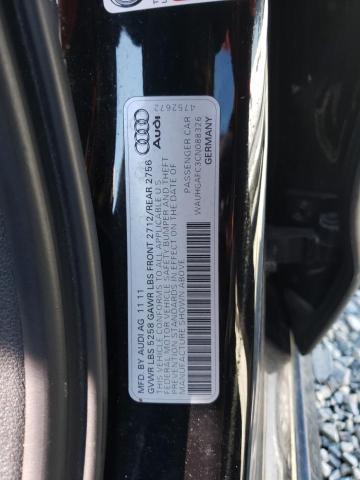 4752672
Audi
MFD. BY AUDI AG 11 11
GVWR LBS 5258 GAWR LBS FRONT 2712/REAR 2756
THIS VEHICLE CONFORMS TO ALL APPLICABLE U.S.
FEDERAL MOTOR VEHICLE SAFETY, BUMPER AND THEFT
PREVENTION STANDARDS IN EFFECT ON THE DATE OF
MANUFACTURE SHOWN ABOVE.
PASSENGER CAR
WAUHGAFC3CN088326
GERMANY